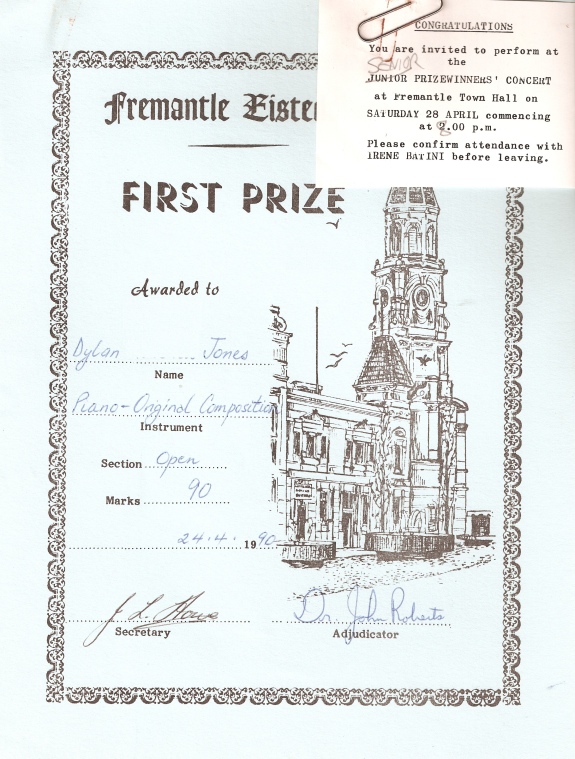 CONGRATULATIONS
You are invited to perform at
the
SENIOR
JUNIOR PRIZEWINNERS' CONCERT
at Fremantle Town Hall on
SATURDAY 28 APRIL commencing
at 8.00 p.m.
Please confirm attendance with
IRENE BATINI before leaving.
Fremantle Eiste
FIRST PRIZE
Awarded to
Dylan Jones
Name
Piano-Original Composition
Instrument
Section Open
Marks 90
24.4. 1990
Dr. John Roberts
Secretary Adjudicator